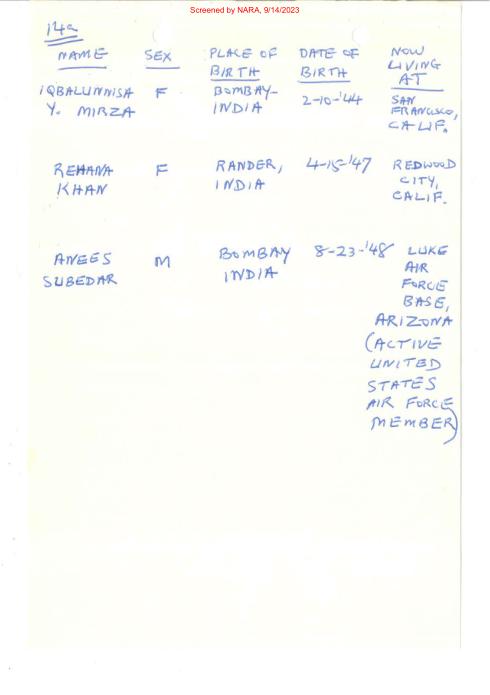 Screened by NARA, 9/14/2023
14a
NAME SEX PLACE OF BIRTH DATE OF BIRTH NOW LIVING AT
IQBALUNNISA Y. MIRZA F BOMBAY- INDIA 2-10-'44 SAN FRANCISCO, CALIF.
REHANA KHAN F RANDER, INDIA 4-15-'47 REDWOOD CITY, CALIF.
ANEES SUBEDAR M BOMBAY INDIA 8-23-'48 LUKE AIR FORCE BASE, ARIZONA (ACTIVE UNITED STATES AIR FORCE MEMBER)